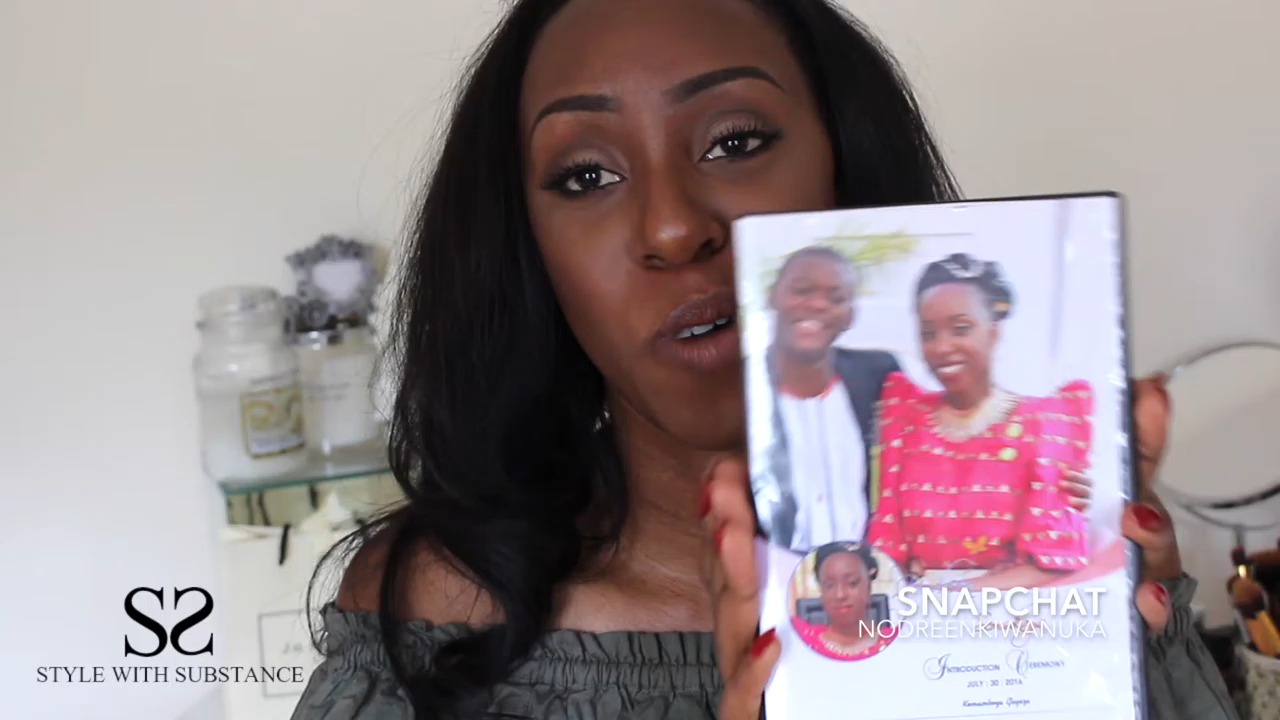 SS
STYLE WITH SUBSTANCE
SNAPCHAT
NODREENKIWANUKA
INTRODUCTION CEREMONY
JULY : 30 : 2016